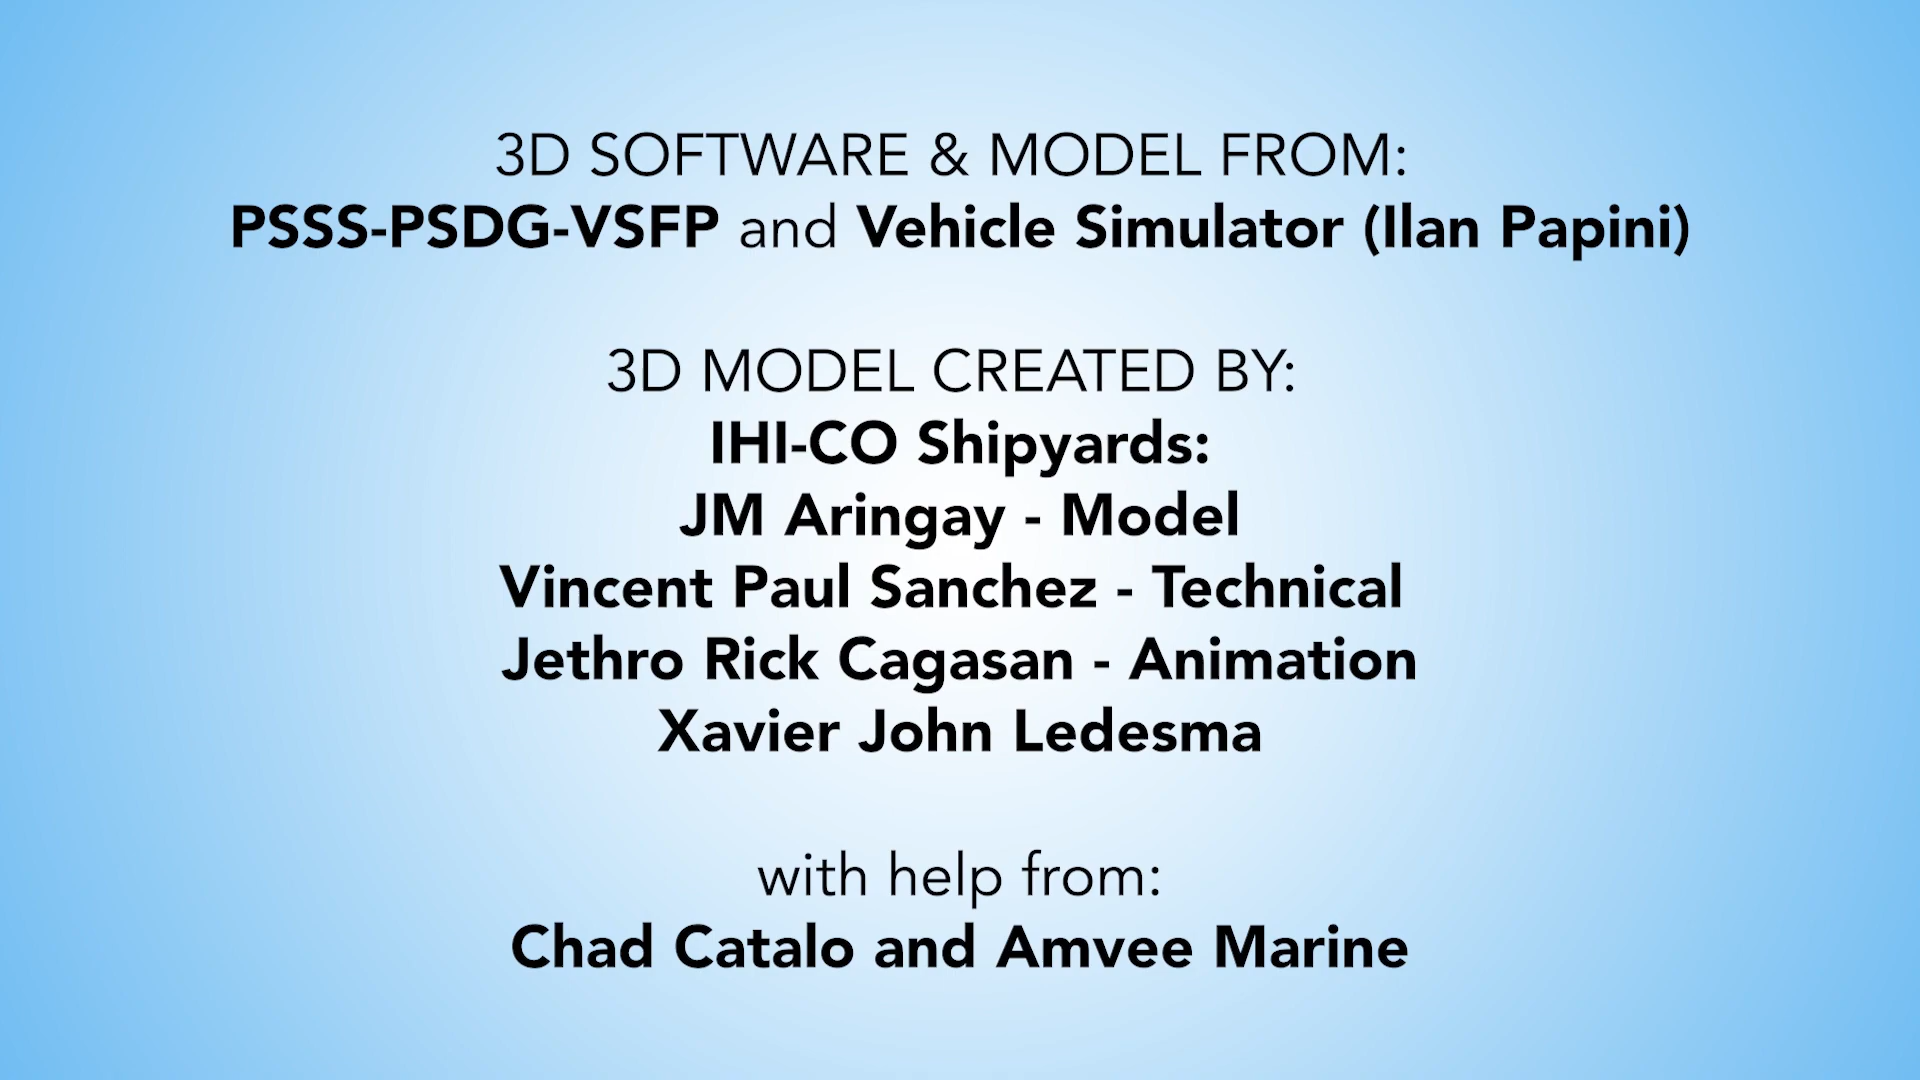 3D SOFTWARE & MODEL FROM:
PSSS-PSDG-VSFP and Vehicle Simulator (Ilan Papini)
3D MODEL CREATED BY:
IHI-CO Shipyards:
JM Aringay - Model
Vincent Paul Sanchez - Technical
Jethro Rick Cagasan - Animation
Xavier John Ledesma
with help from:
Chad Catalo and Amvee Marine